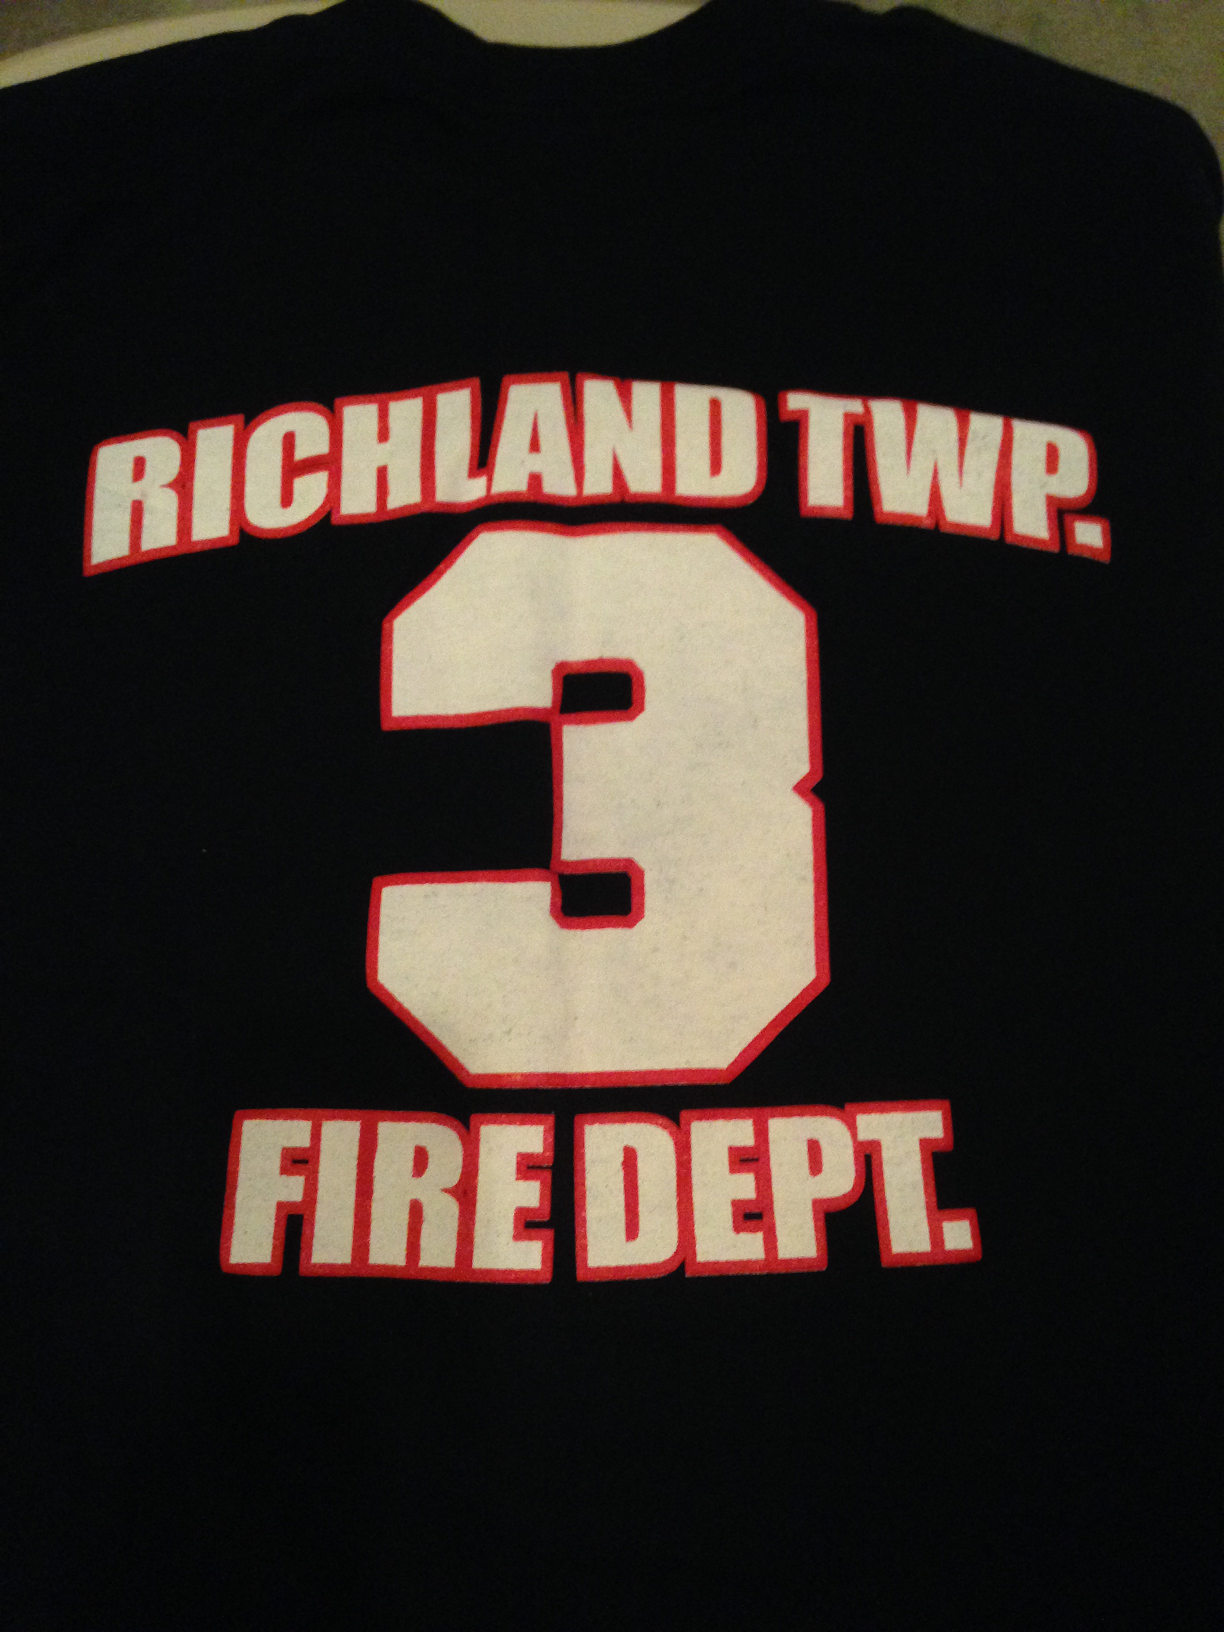 RICHLAND TWP.
3
FIRE DEPT.